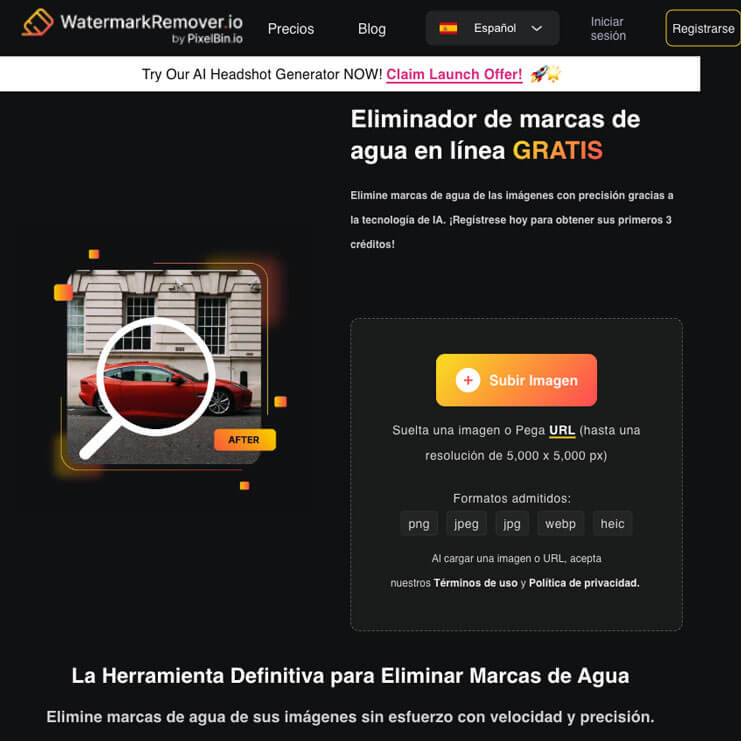 WatermarkRemover.io
by PixelBin.io
Precios
Blog
Español
Iniciar
sesión
Registrarse
Try Our AI Headshot Generator NOW! Claim Launch Offer! 🚀🌟
Eliminador de marcas de
agua en línea GRATIS
Elimine marcas de agua de las imágenes con precisión gracias a
la tecnología de IA. ¡Regístrese hoy para obtener sus primeros 3
créditos!
AFTER
Subir Imagen
Suelta una imagen o Pega URL (hasta una
resolución de 5,000 x 5,000 px)
Formatos admitidos:
png jpeg jpg webp heic
Al cargar una imagen o URL, acepta
nuestros Términos de uso y Política de privacidad.
La Herramienta Definitiva para Eliminar Marcas de Agua
Elimine marcas de agua de sus imágenes sin esfuerzo con velocidad y precisión.